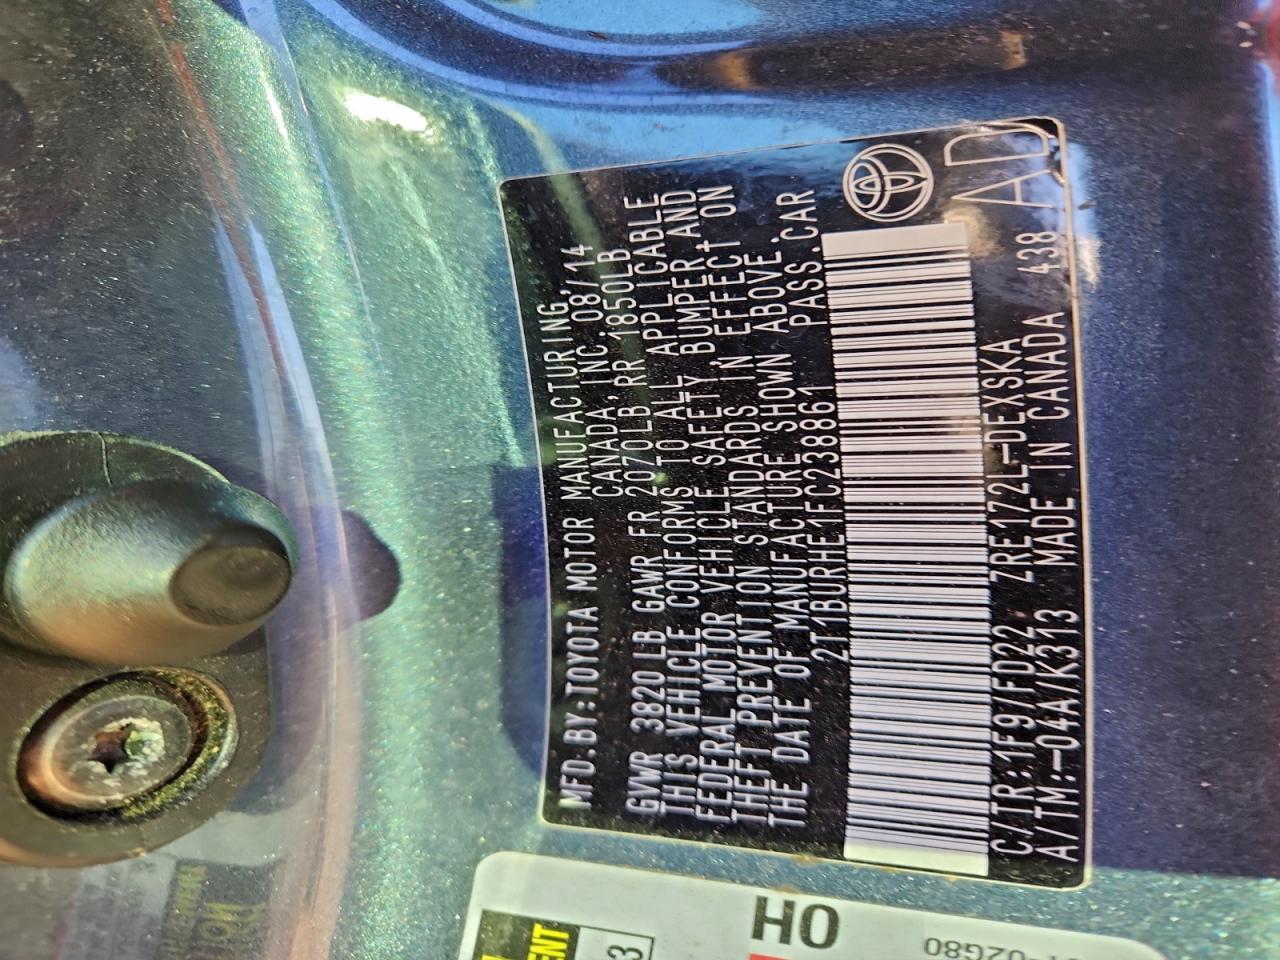 MFD.BY:TOYOTA MOTOR MANUFACTURING,
CANADA,INC.08/14
GVWR 3820LB GAWR FR 2070LB RR 1850LB
THIS VEHICLE CONFORMS TO ALL APPLICABLE
FEDERAL MOTOR VEHICLE SAFETY,BUMPER,AND
THEFT PREVENTION STANDARDS IN EFFECT ON
THE DATE OF MANUFACTURE SHOWN ABOVE.
2T1BURHE1FC238861 PASS.CAR
C/TR:1F9/FD22 ZRE172L-DEXSKA
A/TM:-04A/K313 MADE IN CANADA 438
AD
HO
02G80
3